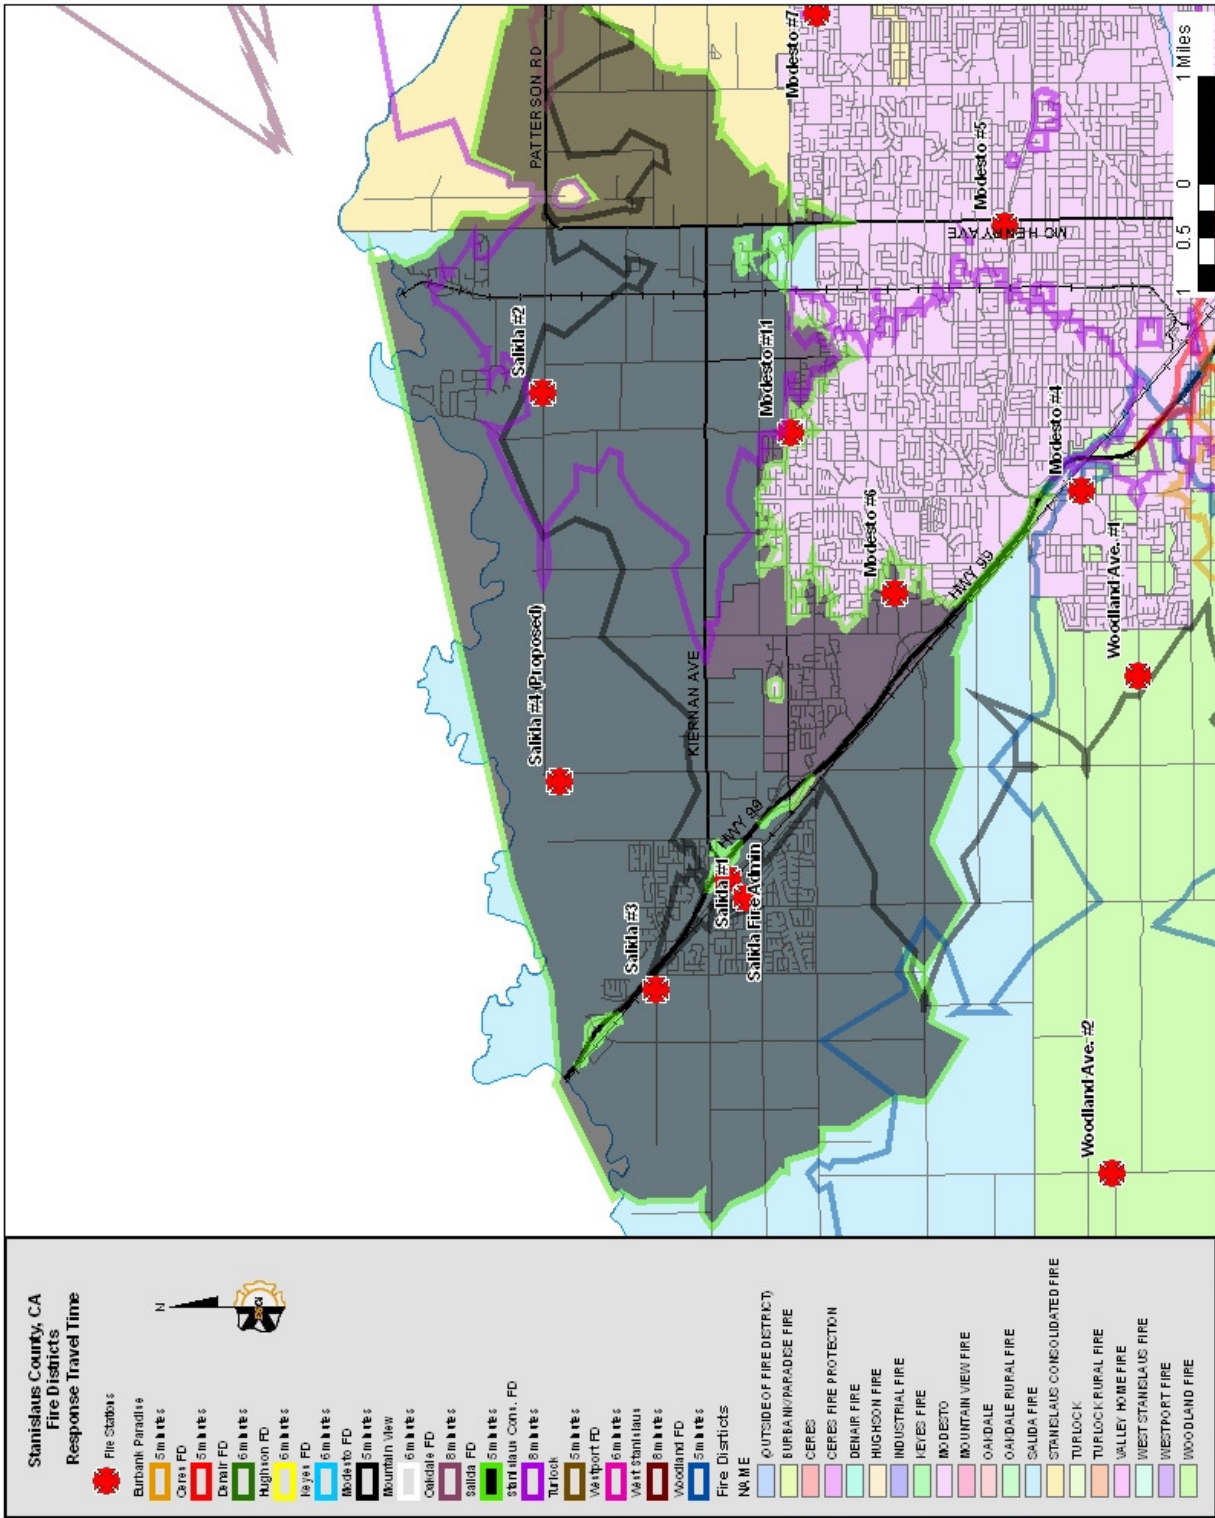 Stanislaus County, CA
Fire Districts
Response Travel Time
Fire Stations
N
Burbank Paradise
5 minutes
Ceres FD
5 minutes
Denair FD
6 minutes
Hughson FD
6 minutes
Keyes FD
6 minutes
Modesto FD
5 minutes
Mountain View
6 minutes
Oakdale FD
8 minutes
Salida FD
5 minutes
Stanislaus Cons. FD
8 minutes
Turlock
5 minutes
Westport FD
6 minutes
West Stanislaus
8 minutes
Woodland FD
5 minutes
Fire Districts
NAME
(OUTSIDE OF FIRE DISTRICT)
BURBANK/PARADISE FIRE
CERES
CERES FIRE PROTECTION
DENAIR FIRE
HUGHSON FIRE
INDUSTRIAL FIRE
KEYES FIRE
MODESTO
MOUNTAIN VIEW FIRE
OAKDALE
OAKDALE RURAL FIRE
SALIDA FIRE
STANISLAUS CONSOLIDATED FIRE
TURLOCK
TURLOCK RURAL FIRE
VALLEY HOME FIRE
WEST STANISLAUS FIRE
WESTPORT FIRE
WOODLAND FIRE
PATTERSON RD
Salida #2
Salida #4 (Proposed)
Salida #3
KIERNAN AVE
HWY 99
Salida #1
Salida Fire Admin
Modesto #7
Modesto #11
Modesto #6
Modesto #5
MC HENRY AVE
HWY 99
Modesto #4
Woodland Ave. #1
Woodland Ave. #2
1 0.5 0 1 Miles